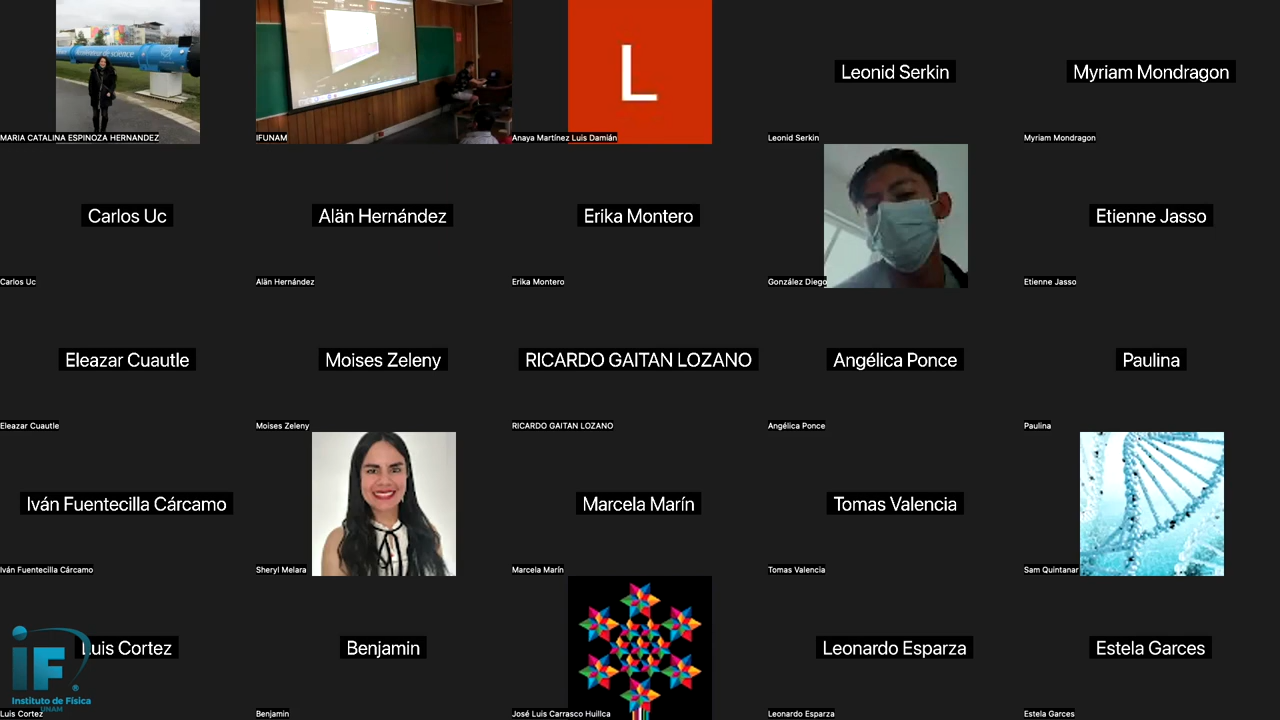 accelerator de science
MARIA CATALINA ESPINOZA HERNANDEZ
IFUNAM
L
Anaya Martínez Luis Damián
Leonid Serkin
Leonid Serkin
Myriam Mondragon
Myriam Mondragon
Carlos Uc
Carlos Uc
Alän Hernández
Alän Hernández
Erika Montero
Erika Montero
González Diego
Etienne Jasso
Etienne Jasso
Eleazar Cuautle
Eleazar Cuautle
Moises Zeleny
Moises Zeleny
RICARDO GAITAN LOZANO
RICARDO GAITAN LOZANO
Angélica Ponce
Angélica Ponce
Paulina
Paulina
Iván Fuentecilla Cárcamo
Iván Fuentecilla Cárcamo
Sheryl Melara
Marcela Marín
Marcela Marín
Tomas Valencia
Tomas Valencia
Sam Quintanar
Luis Cortez
iF
Instituto de Física
UNAM
Luis Cortez
Benjamin
Benjamin
José Luis Carrasco Huillca
Leonardo Esparza
Leonardo Esparza
Estela Garces
Estela Garces